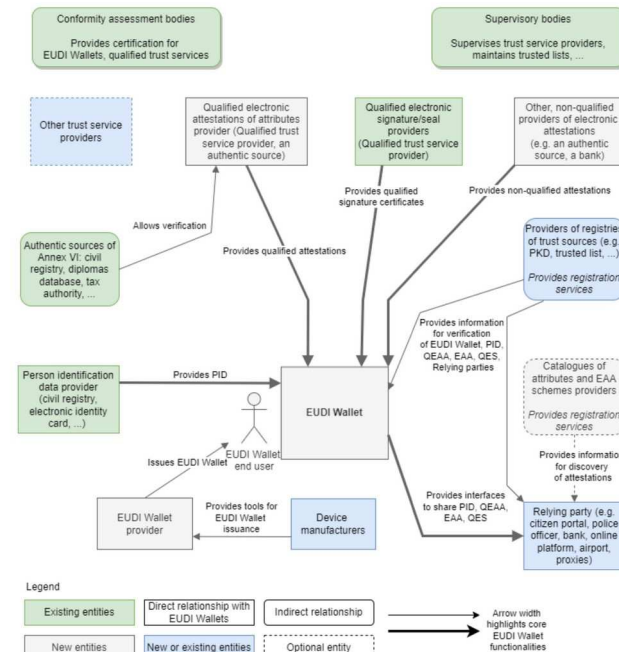 Conformity assessment bodies
Provides certification for
EUDI Wallets, qualified trust services
Supervisory bodies
Supervises trust service providers,
maintains trusted lists, ...
Other trust service
providers
Qualified electronic
attestations of attributes
provider (Qualified trust
service provider, an
authentic source)
Qualified electronic
signature/seal
providers
(Qualified trust service
provider)
Other, non-qualified
providers of electronic
attestations
(e.g. an authentic
source, a bank)
Provides qualified
signature certificates
Provides non-qualified attestations
Allows verification
Provides qualified attestations
Authentic sources of
Annex VI: civil
registry, diplomas
database, tax
authority, ...
Providers of registries
of trust sources (e.g.
PKD, trusted list, ...)
Provides registration
services
Provides information
for verification
of EUDI Wallet, PID,
QEAA, EAA, QES,
Relying parties
Person identification
data provider
(civil registry,
electronic identity
card, ...)
Provides PID
EUDI Wallet
Catalogues of
attributes and EAA
schemes providers
Provides registration
services
EUDI Wallet
end user
Issues EUDI Wallet
Provides information
for discovery
of attestations
Provides interfaces
to share PID, QEAA,
EAA, QES
EUDI Wallet
provider
Provides tools for
EUDI Wallet
issuance
Device
manufacturers
Relying party (e.g.
citizen portal, police
officer, bank, online
platform, airport,
proxies)
Legend
Existing entities
Direct relationship with
EUDI Wallets
Indirect relationship
Arrow width
highlights core
EUDI Wallet
functionalities
New entities
New or existing entities
Optional entity